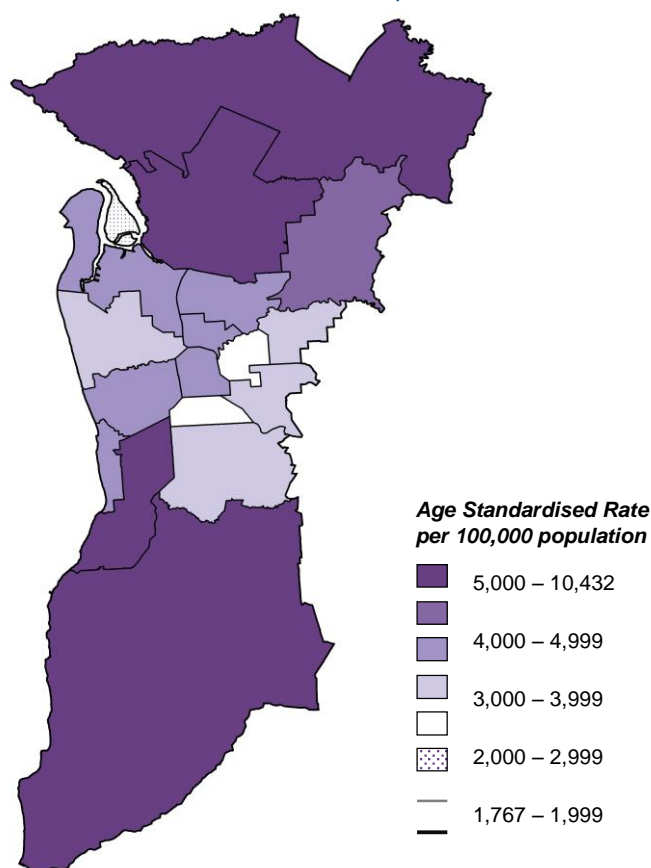 Age Standardised Rate
per 100,000 population
5,000 – 10,432
4,000 – 4,999
3,000 – 3,999
2,000 – 2,999
1,767 – 1,999